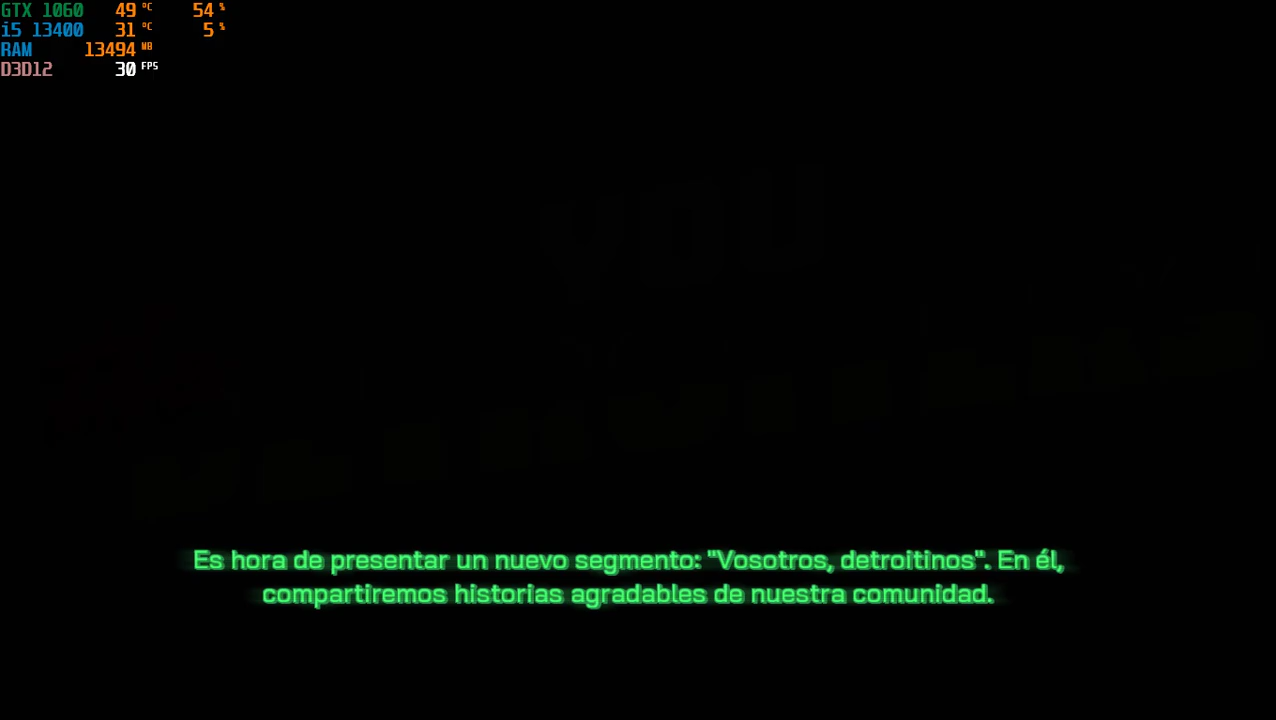 GTX 1060 49 °C 54 %
i5 13400 31 °C 5 %
RAM 13494 MB
D3D12 30 FPS
YOU
Es hora de presentar un nuevo segmento: "Vosotros, detroitinos". En él,
compartiremos historias agradables de nuestra comunidad.